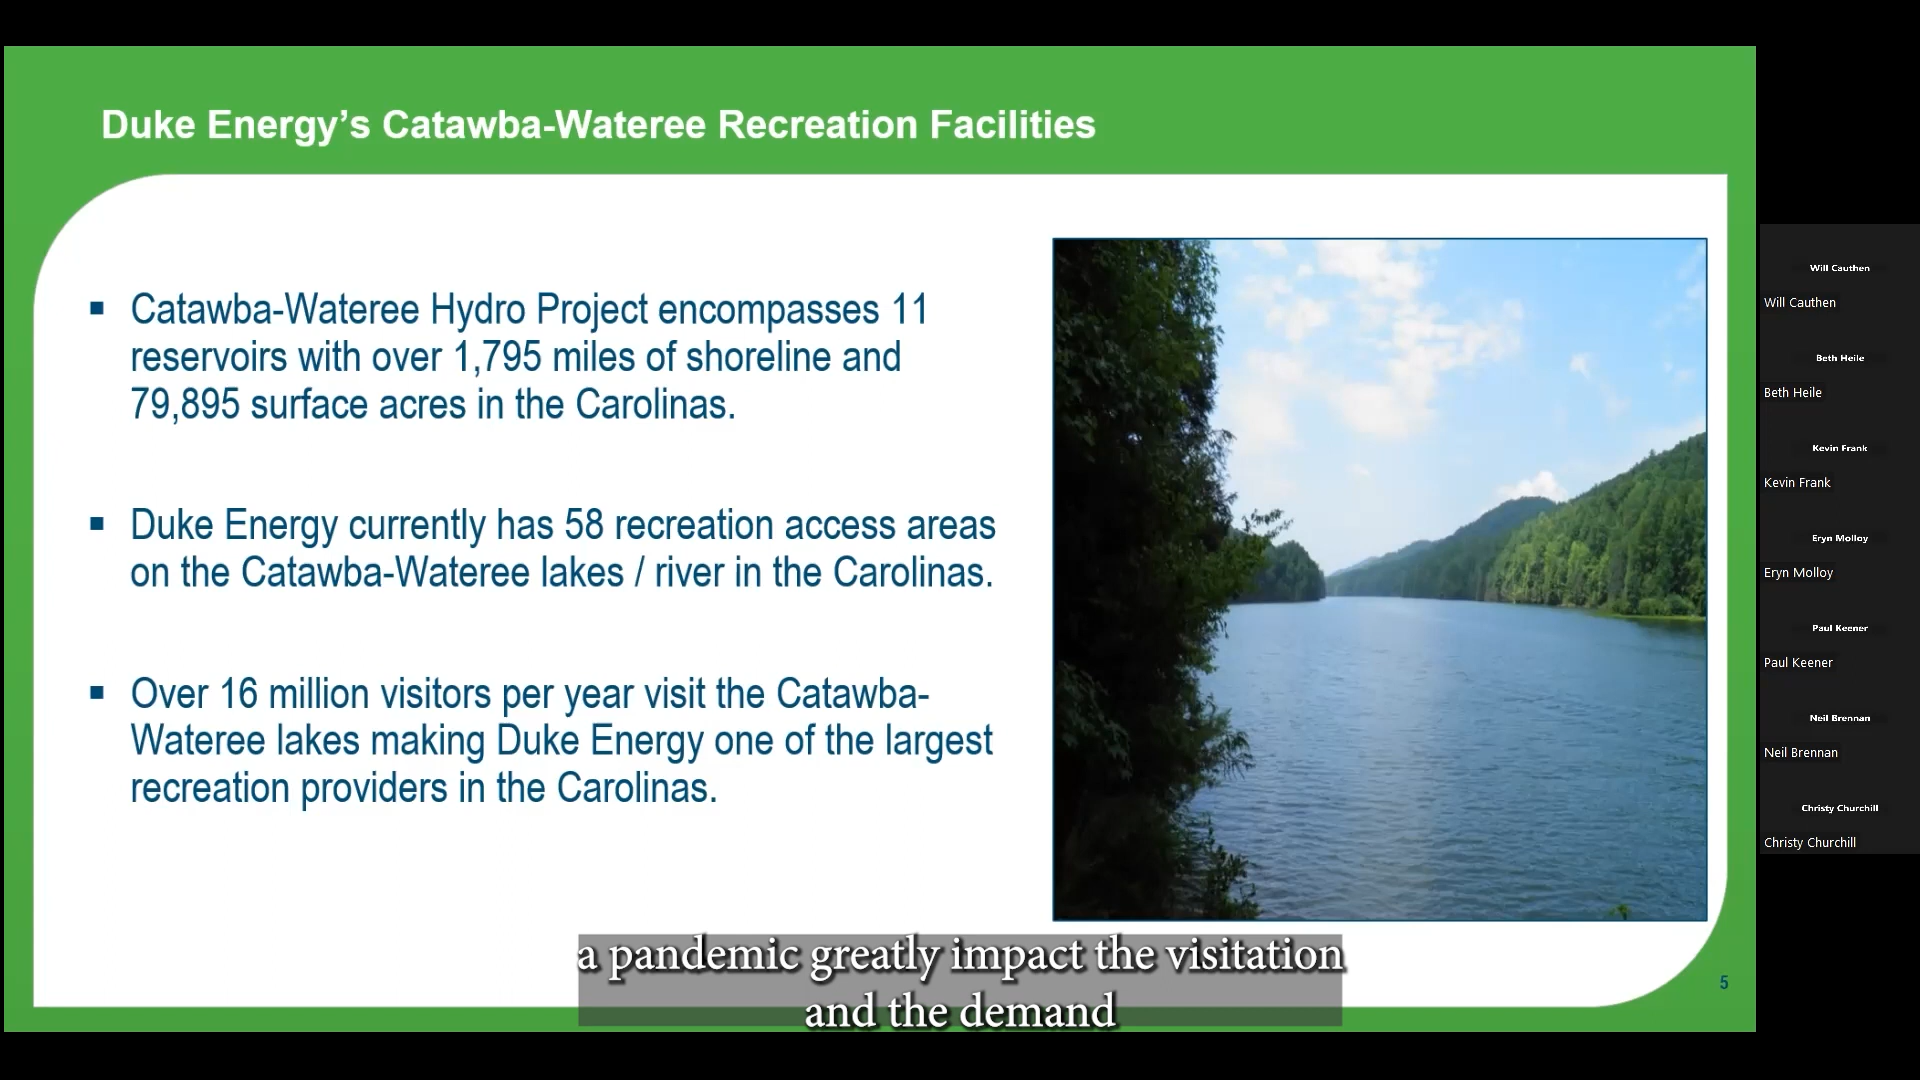 Duke Energy’s Catawba-Wateree Recreation Facilities
▪ Catawba-Wateree Hydro Project encompasses 11
reservoirs with over 1,795 miles of shoreline and
79,895 surface acres in the Carolinas.
▪ Duke Energy currently has 58 recreation access areas
on the Catawba-Wateree lakes / river in the Carolinas.
▪ Over 16 million visitors per year visit the Catawba-
Wateree lakes making Duke Energy one of the largest
recreation providers in the Carolinas.
5
a pandemic greatly impact the visitation
and the demand
Will Cauthen
Will Cauthen
Beth Heile
Beth Heile
Kevin Frank
Kevin Frank
Eryn Molloy
Eryn Molloy
Paul Keener
Paul Keener
Neil Brennan
Neil Brennan
Christy Churchill
Christy Churchill